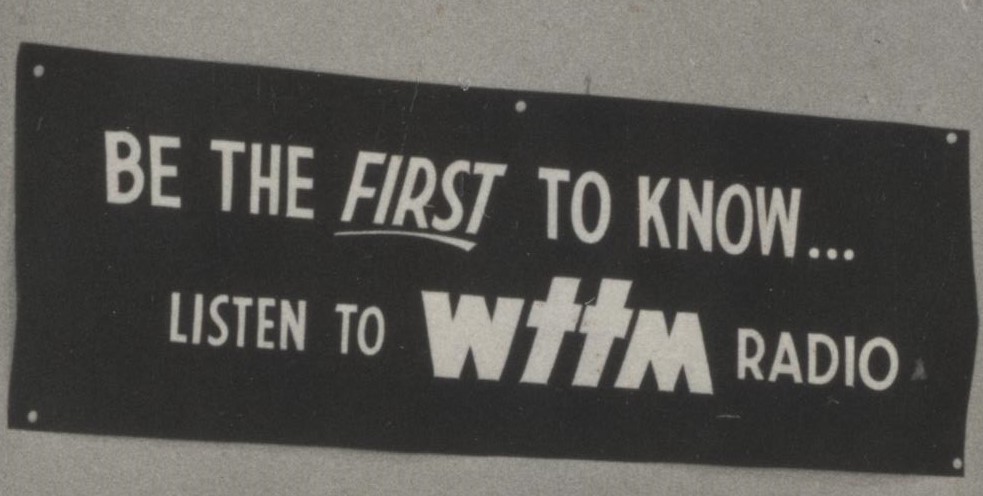 BE THE FIRST TO KNOW...
LISTEN TO WTTM RADIO